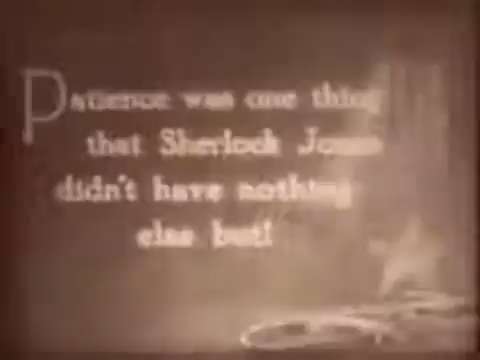 Patience was one thing
that Sherlock Jones
didn't have nothing
else but!